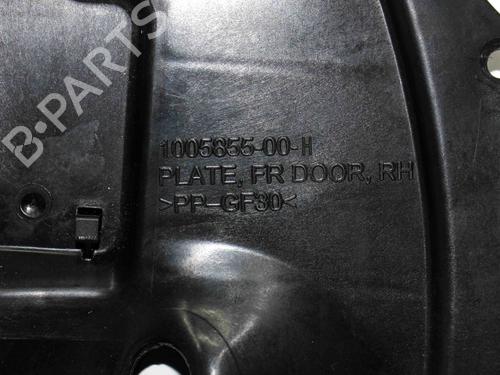 B-PARTS
1005855-00-H
PLATE, FR DOOR, RH
>PP-GF30<